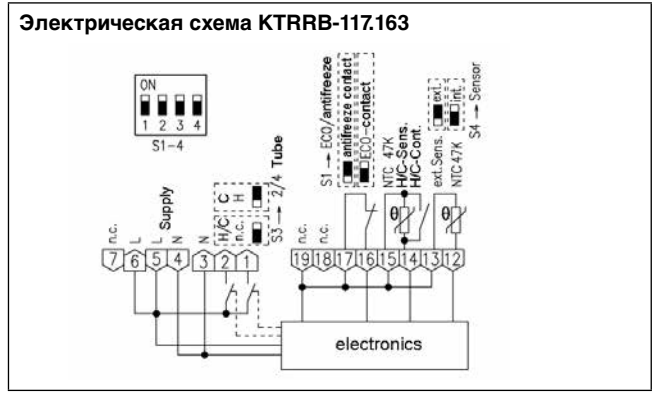 Электрическая схема KTRRB-117.163
ON
1 2 3 4
S1-4
S1 → ECO/antifreeze
antifreeze contact
ECO-contact
NTC 47K
H/C-Sens.
H/C-Cont.
ext.Sens.
NTC 47K
ext.
int.
S4 → Sensor
n.c.
L
L
Supply
N
N
H/C
C
n.c.
H
S3 → 2/4 Tube
n.c.
n.c.
θ
θ
7 6 5 4 3 2 1
19 18 17 16 15 14 13 12
electronics